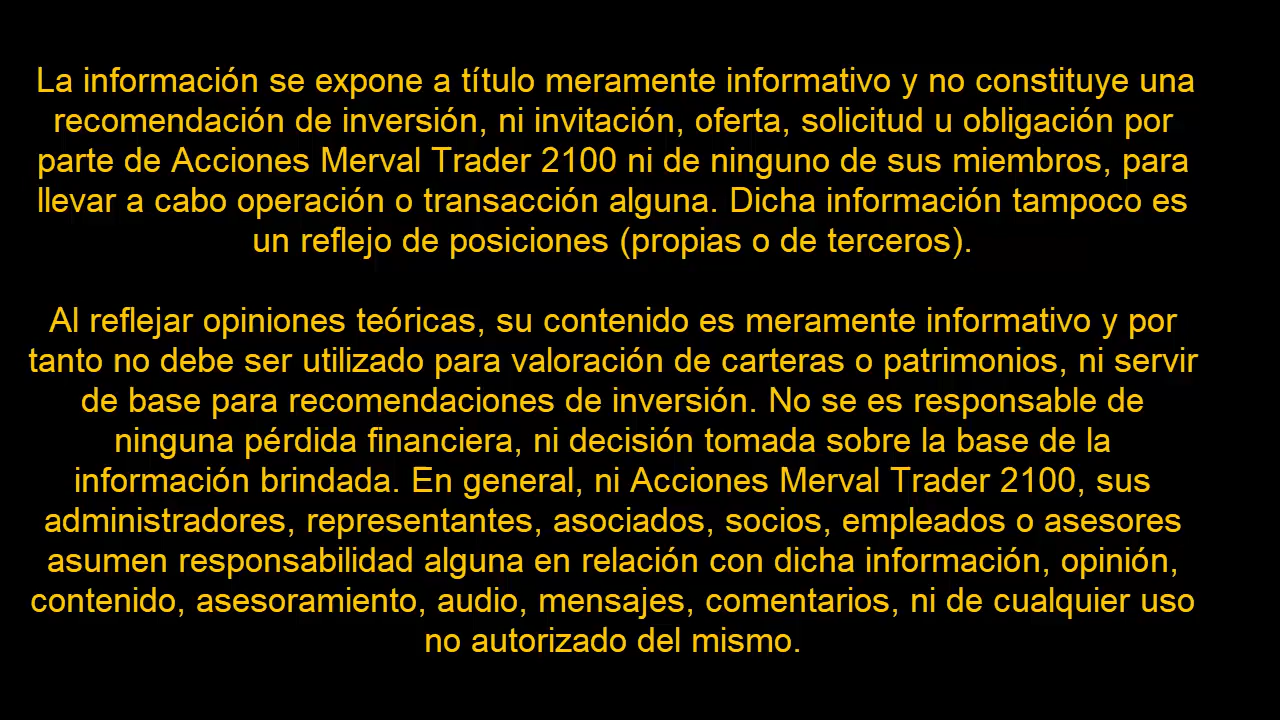 La información se expone a título meramente informativo y no constituye una
recomendación de inversión, ni invitación, oferta, solicitud u obligación por
parte de Acciones Merval Trader 2100 ni de ninguno de sus miembros, para
llevar a cabo operación o transacción alguna. Dicha información tampoco es
un reflejo de posiciones (propias o de terceros).
Al reflejar opiniones teóricas, su contenido es meramente informativo y por
tanto no debe ser utilizado para valoración de carteras o patrimonios, ni servir
de base para recomendaciones de inversión. No se es responsable de
ninguna pérdida financiera, ni decisión tomada sobre la base de la
información brindada. En general, ni Acciones Merval Trader 2100, sus
administradores, representantes, asociados, socios, empleados o asesores
asumen responsabilidad alguna en relación con dicha información, opinión,
contenido, asesoramiento, audio, mensajes, comentarios, ni de cualquier uso
no autorizado del mismo.